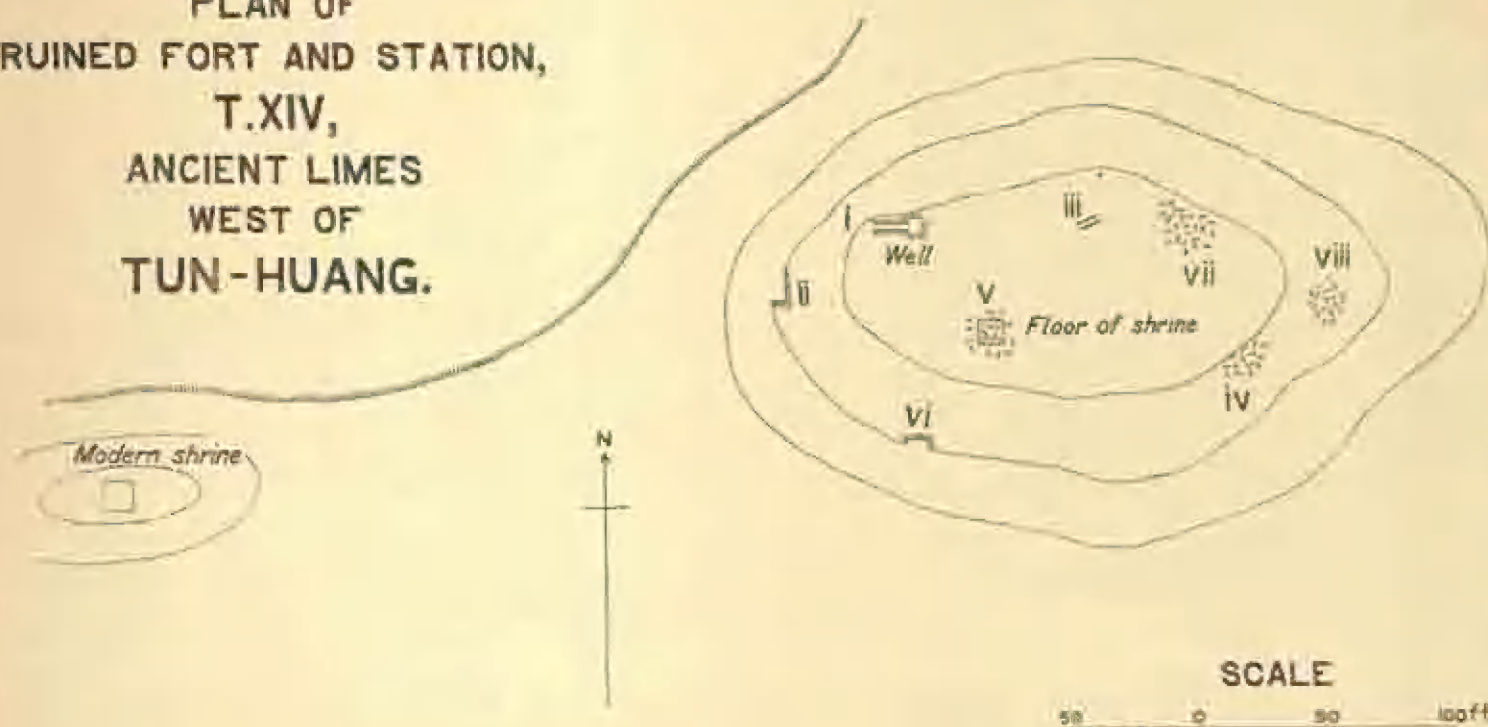 PLAN OF
RUINED FORT AND STATION,
T.XIV,
ANCIENT LIMES
WEST OF
TUN-HUANG.
i
Well
iii
vii
viii
ii
v
Floor of shrine
iv
vi
Modern shrine
N
SCALE
50 0 50 100ft